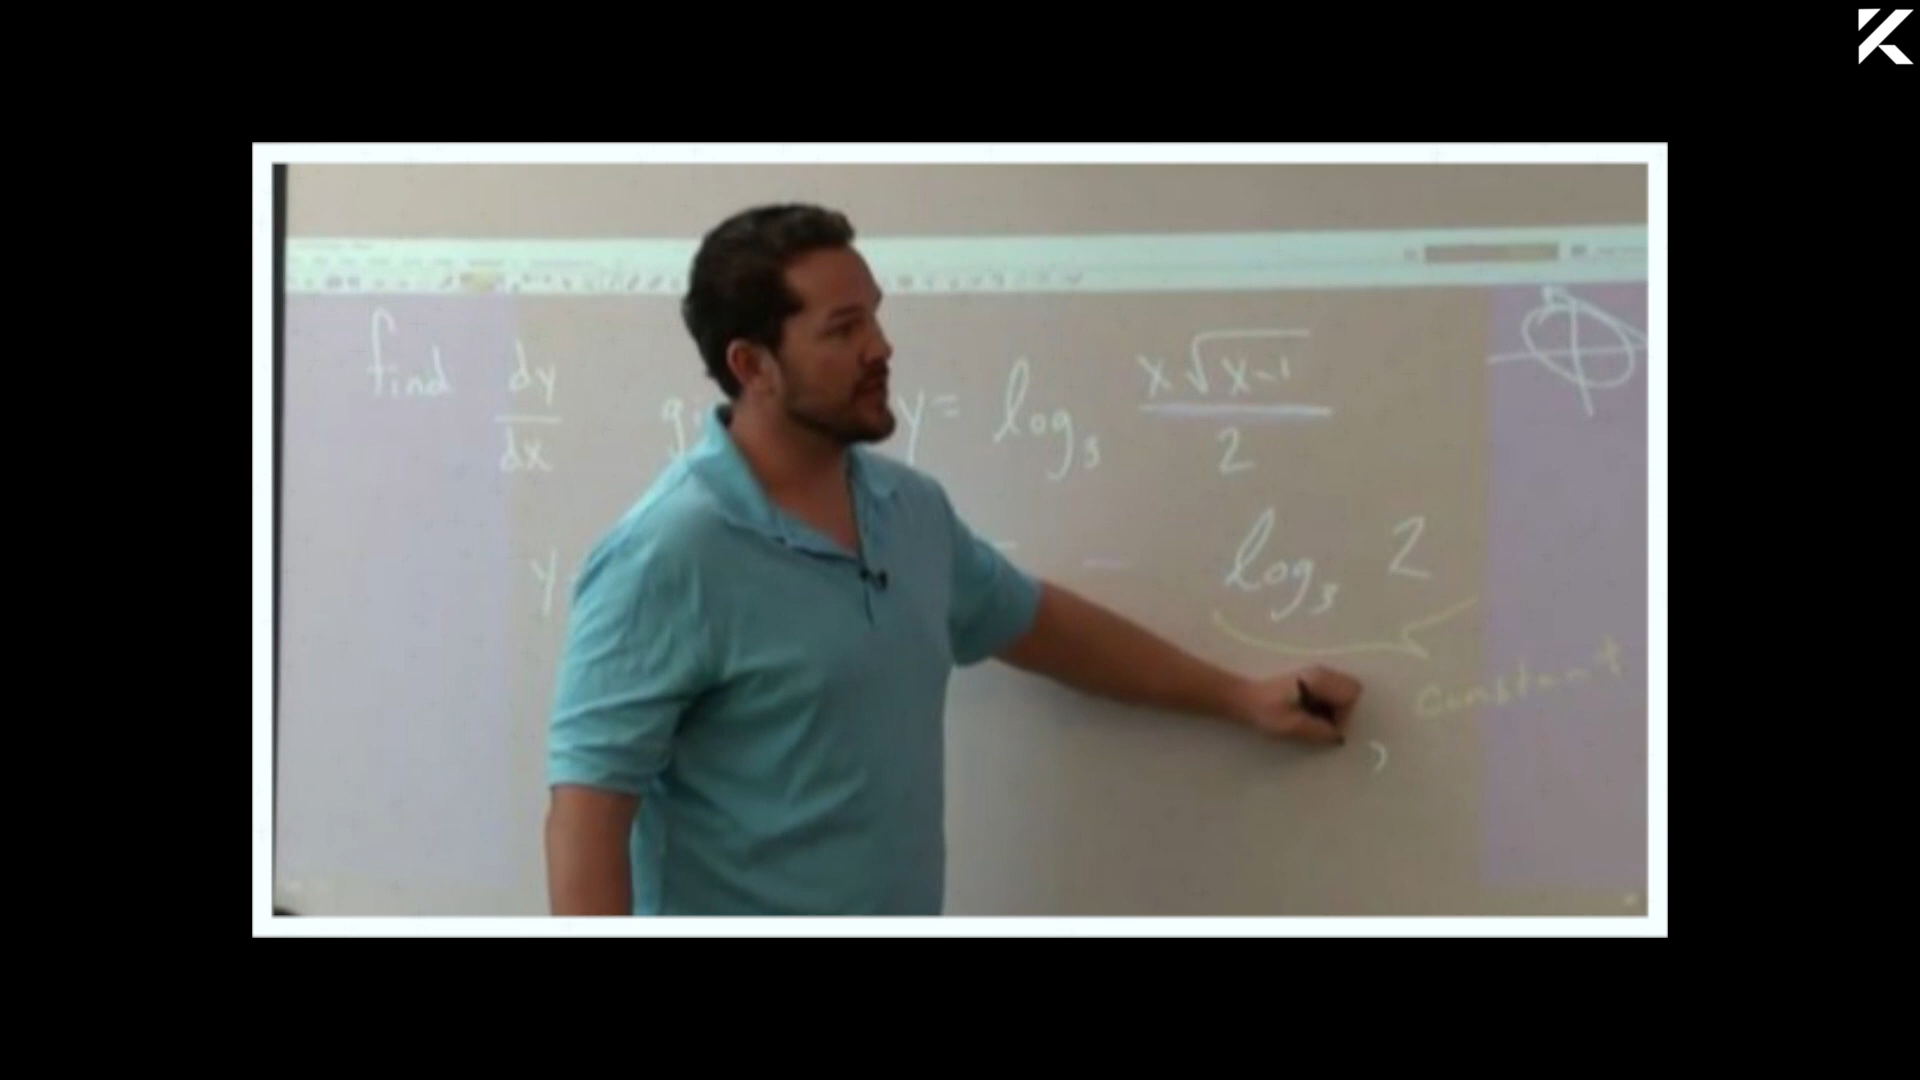 find dy/dx y = log₃ x√x-1 / 2
y - log₃ 2
constant